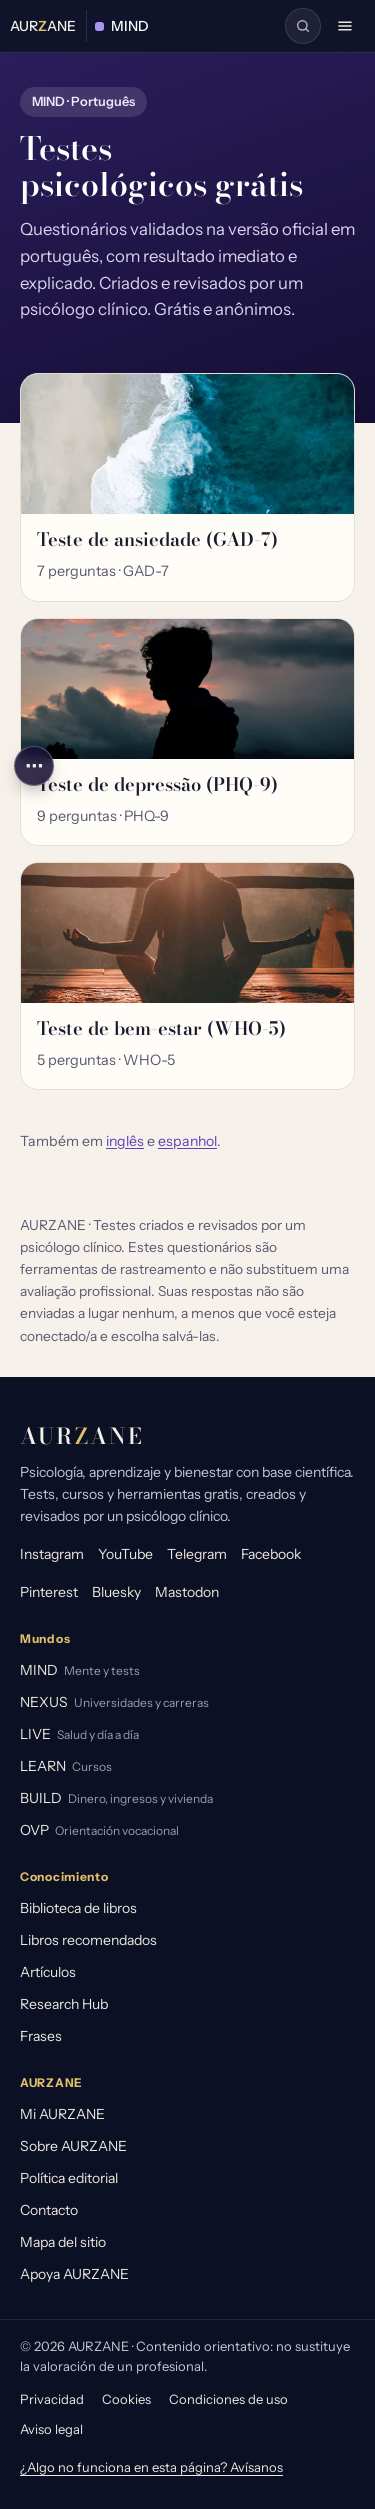 AURZANE MIND
MIND · Português
Testes
psicológicos grátis
Questionários validados na versão oficial em
português, com resultado imediato e
explicado. Criados e revisados por um
psicólogo clínico. Grátis e anônimos.
Teste de ansiedade (GAD-7)
7 perguntas · GAD-7
Teste de depressão (PHQ-9)
9 perguntas · PHQ-9
Teste de bem-estar (WHO-5)
5 perguntas · WHO-5
Também em inglês e espanhol.
AURZANE · Testes criados e revisados por um
psicólogo clínico. Estes questionários são
ferramentas de rastreamento e não substituem uma
avaliação profissional. Suas respostas não são
enviadas a lugar nenhum, a menos que você esteja
conectado/a e escolha salvá-las.
AURZANE
Psicología, aprendizaje y bienestar con base científica.
Tests, cursos y herramientas gratis, creados y
revisados por un psicólogo clínico.
Instagram YouTube Telegram Facebook
Pinterest Bluesky Mastodon
Mundos
MIND Mente y tests
NEXUS Universidades y carreras
LIVE Salud y día a día
LEARN Cursos
BUILD Dinero, ingresos y vivienda
OVP Orientación vocacional
Conocimiento
Biblioteca de libros
Libros recomendados
Artículos
Research Hub
Frases
AURZANE
Mi AURZANE
Sobre AURZANE
Política editorial
Contacto
Mapa del sitio
Apoya AURZANE
© 2026 AURZANE · Contenido orientativo: no sustituye
la valoración de un profesional.
Privacidad Cookies Condiciones de uso
Aviso legal
¿Algo no funciona en esta página? Avísanos